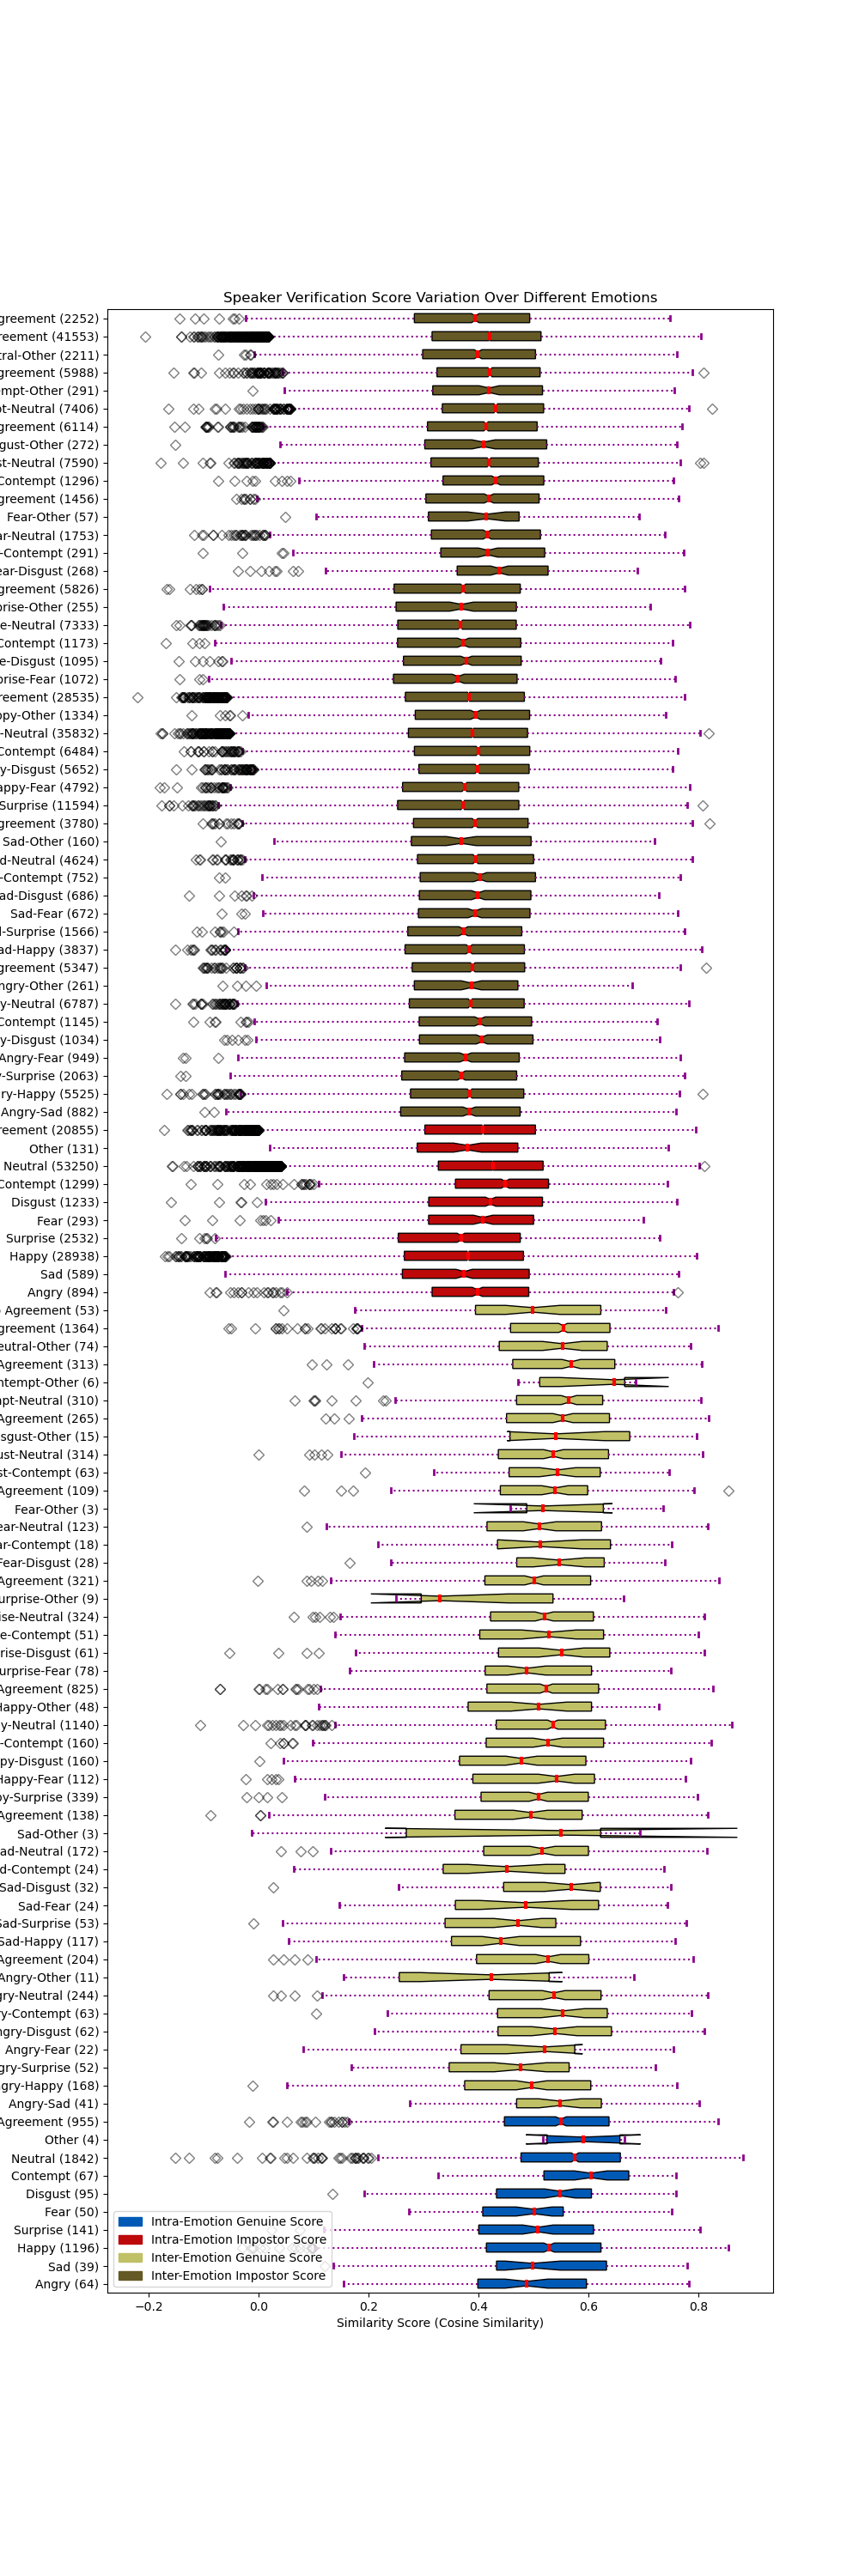 Speaker Verification Score Variation Over Different Emotions
greement (2252)
reement (41553)
tral-Other (2211)
greement (5988)
empt-Other (291)
pt-Neutral (7406)
greement (6114)
gust-Other (272)
st-Neutral (7590)
Contempt (1296)
greement (1456)
Fear-Other (57)
ar-Neutral (1753)
-Contempt (291)
ear-Disgust (268)
greement (5826)
prise-Other (255)
e-Neutral (7333)
Contempt (1173)
e-Disgust (1095)
prise-Fear (1072)
reement (28535)
ppy-Other (1334)
-Neutral (35832)
Contempt (6484)
y-Disgust (5652)
appy-Fear (4792)
Surprise (11594)
greement (3780)
Sad-Other (160)
d-Neutral (4624)
-Contempt (752)
ad-Disgust (686)
Sad-Fear (672)
d-Surprise (1566)
ad-Happy (3837)
greement (5347)
ngry-Other (261)
y-Neutral (6787)
Contempt (1145)
y-Disgust (1034)
Angry-Fear (949)
y-Surprise (2063)
ry-Happy (5525)
Angry-Sad (882)
reement (20855)
Other (131)
Neutral (53250)
Contempt (1299)
Disgust (1233)
Fear (293)
Surprise (2532)
Happy (28938)
Sad (589)
Angry (894)
Agreement (53)
greement (1364)
eutral-Other (74)
Agreement (313)
ntempt-Other (6)
mpt-Neutral (310)
Agreement (265)
sgust-Other (15)
ust-Neutral (314)
st-Contempt (63)
Agreement (109)
Fear-Other (3)
ear-Neutral (123)
ar-Contempt (18)
Fear-Disgust (28)
Agreement (321)
urprise-Other (9)
ise-Neutral (324)
e-Contempt (51)
rise-Disgust (61)
urprise-Fear (78)
Agreement (825)
Happy-Other (48)
y-Neutral (1140)
-Contempt (160)
py-Disgust (160)
Happy-Fear (112)
py-Surprise (339)
Agreement (138)
Sad-Other (3)
ad-Neutral (172)
d-Contempt (24)
Sad-Disgust (32)
Sad-Fear (24)
Sad-Surprise (53)
Sad-Happy (117)
Agreement (204)
Angry-Other (11)
gry-Neutral (244)
y-Contempt (63)
ngry-Disgust (62)
Angry-Fear (22)
gry-Surprise (52)
ngry-Happy (168)
Angry-Sad (41)
Agreement (955)
Other (4)
Neutral (1842)
Contempt (67)
Disgust (95)
Fear (50)
Surprise (141)
Happy (1196)
Sad (39)
Angry (64)
Intra-Emotion Genuine Score
Intra-Emotion Impostor Score
Inter-Emotion Genuine Score
Inter-Emotion Impostor Score
−0.2 0.0 0.2 0.4 0.6 0.8
Similarity Score (Cosine Similarity)